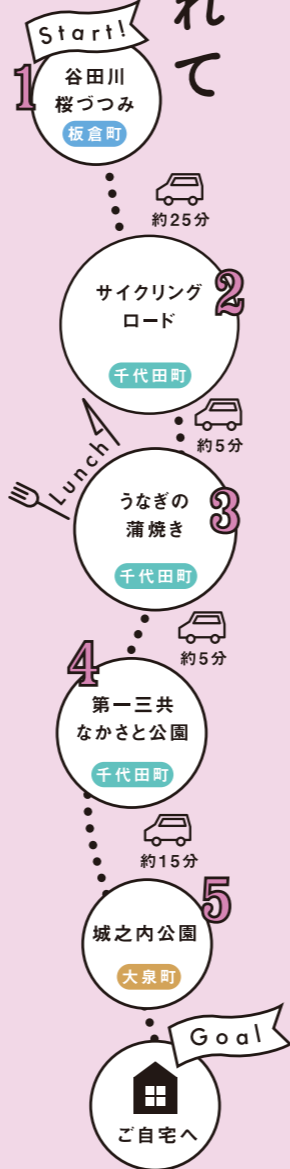 れて
Start!
1
谷田川
桜づつみ
板倉町
約25分
2
サイクリング
ロード
千代田町
約5分
Lunch
3
うなぎの
蒲焼き
千代田町
約5分
4
第一三共
なかさと公園
千代田町
約15分
5
城之内公園
大泉町
Goal
ご自宅へ